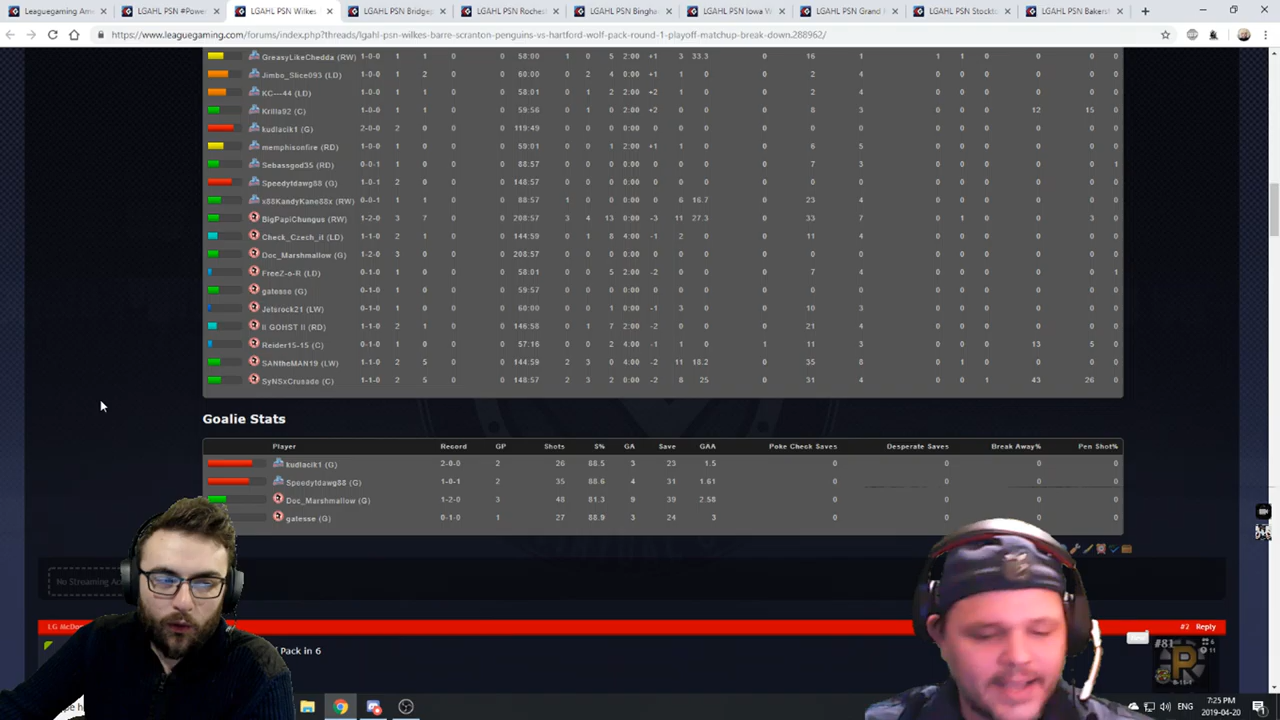 Leaguegaming Am
LGAHL PSN #Powe
LGAHL PSN Wilkes
LGAHL PSN Bridge
LGAHL PSN Roches
LGAHL PSN Bingha
LGAHL PSN Iowa W
LGAHL PSN Grand
LGAHL PSN Stockt
LGAHL PSN Bakers
https://www.leaguegaming.com/forums/index.php?threads/lgahl-psn-wilkes-barre-scranton-penguins-vs-hartford-wolf-pack-round-1-playoff-matchup-break-down.288962/
GreasyLikeChedda (RW) 1-0-0 1 1 0 0 58:00 1 0 5 2:00 +1 3 33.3 0 16 1 1 1 0 0 0
Jimbo_Slice093 (LD) 1-0-0 1 2 0 0 60:00 0 2 4 0:00 +1 1 0 0 2 4 0 0 0 0 0
KC---44 (LD) 1-0-0 1 1 0 0 58:01 0 1 2 2:00 +2 1 0 0 2 4 0 0 0 0 0
Krilla92 (C) 1-0-0 1 1 0 0 59:56 0 1 0 2:00 0 0 0 0 8 3 0 0 0 12 15 0
kudlacik1 (G) 2-0-0 2 0 0 0 119:49 0 0 0 0:00 0 0 0 0 0 0 0 0 0 0 0
memphisonfire (RD) 1-0-0 1 0 0 0 59:01 0 0 1 2:00 +1 1 0 0 6 5 0 0 0 0 0
Sebassgod35 (RD) 0-0-1 1 0 0 0 88:57 0 0 0 0:00 0 0 0 0 7 3 0 0 0 0 1
Speedytdawg88 (G) 1-0-1 2 0 0 0 148:57 0 0 0 0:00 0 0 0 0 0 0 0 0 0 0 0
s88KandyKane88x (RW) 0-0-1 1 1 0 0 88:57 1 0 0 0:00 0 6 16.7 0 23 4 0 0 0 0 0
BigPapiChungus (RW) 1-2-0 3 7 0 0 208:57 3 4 13 0:00 -3 11 27.3 0 33 7 0 1 0 3 0
Check_Czech_it (LD) 1-1-0 2 1 0 0 144:59 0 1 8 4:00 -1 2 0 0 11 4 0 0 0 0 0
Doc_Marshmallow (G) 1-2-0 3 0 0 0 208:57 0 0 0 0:00 0 0 0 0 0 0 0 0 0 0 0
FreeZ-o-R (LD) 0-1-0 1 0 0 0 58:01 0 0 5 2:00 -2 0 0 0 7 4 0 0 0 0 1
gatesse (G) 0-1-0 1 0 0 0 59:57 0 0 0 0:00 0 0 0 0 0 0 0 0 0 0 0
Jetsrock21 (LW) 0-1-0 1 0 0 0 60:00 0 0 1 0:00 -1 3 0 0 10 3 0 0 0 0 0
II GOHST II (RD) 1-1-0 2 1 0 0 146:58 0 1 7 2:00 -2 0 0 0 21 4 0 0 0 0 0
Reider15-15 (C) 0-1-0 1 0 0 0 57:16 0 0 2 4:00 -1 1 0 1 11 3 0 0 0 13 5 0
SANtheMAN19 (LW) 1-1-0 2 5 0 0 144:59 2 3 0 0:00 -2 11 18.2 0 35 8 0 0 0 0 0
SyNSxCrusade (C) 1-1-0 2 5 0 0 148:57 2 3 2 0:00 -2 8 25 0 31 4 0 0 1 43 26 0
Goalie Stats
Player Record GP Shots S% GA Save GAA Poke Check Saves Desperate Saves Break Away% Pen Shot%
kudlacik1 (G) 2-0-0 2 26 88.5 3 23 1.5 0 0 0 0
Speedytdawg88 (G) 1-0-1 2 35 88.6 4 31 1.61 0 0 0 0
Doc_Marshmallow (G) 1-2-0 3 48 81.3 9 39 2.58 0 0 0 0
gatesse (G) 0-1-0 1 27 88.9 3 24 3 0 0 0 0
No Streaming Ac
LG McDo
#2 Reply
Pack in 6
#81
P
ENG
7:25 PM
2019-04-20